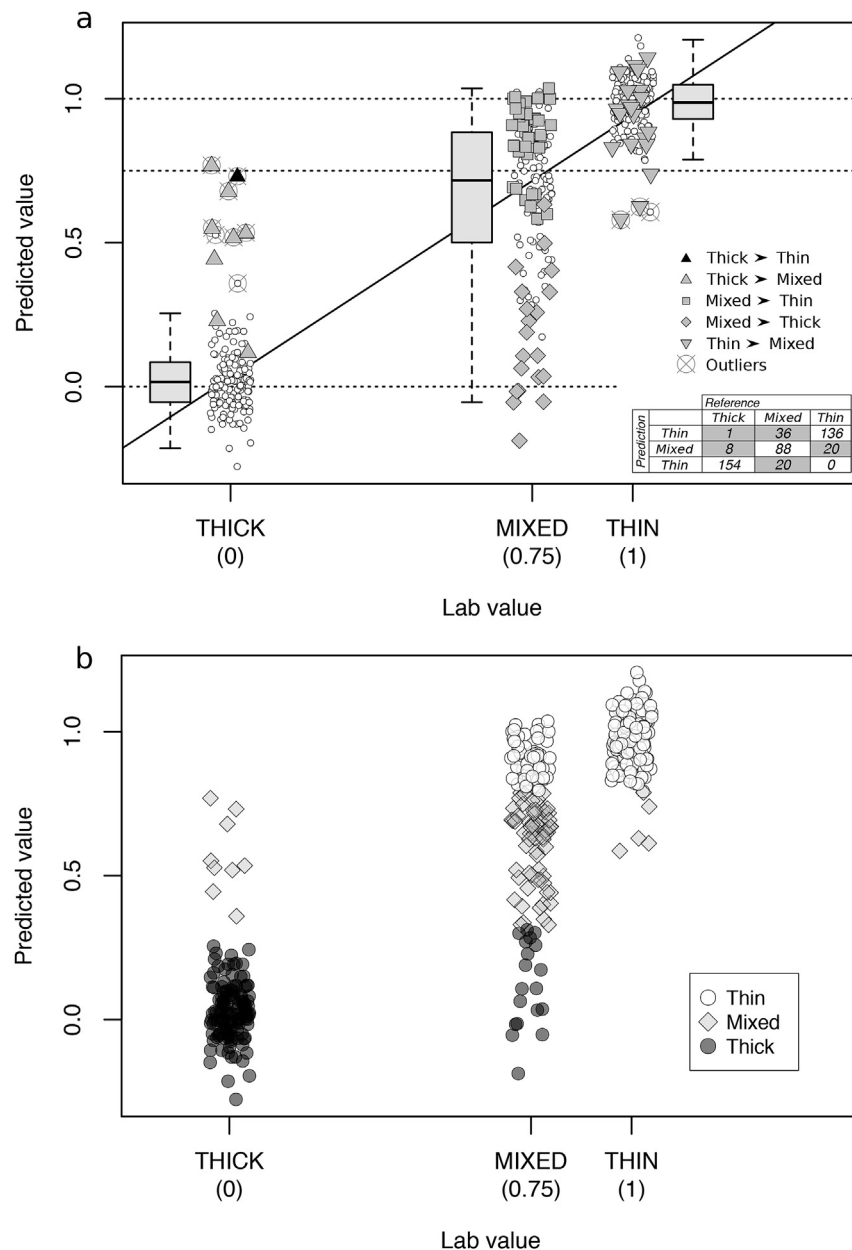 a
Predicted value
1.0
0.5
0.0
Thick ➤ Thin
Thick ➤ Mixed
Mixed ➤ Thin
Mixed ➤ Thick
Thin ➤ Mixed
Outliers
Reference
Thick Mixed Thin
Prediction
Thin 1 36 136
Mixed 8 88 20
Thin 154 20 0
THICK MIXED THIN
(0) (0.75) (1)
Lab value
b
Predicted value
1.0
0.5
0.0
Thin
Mixed
Thick
THICK MIXED THIN
(0) (0.75) (1)
Lab value